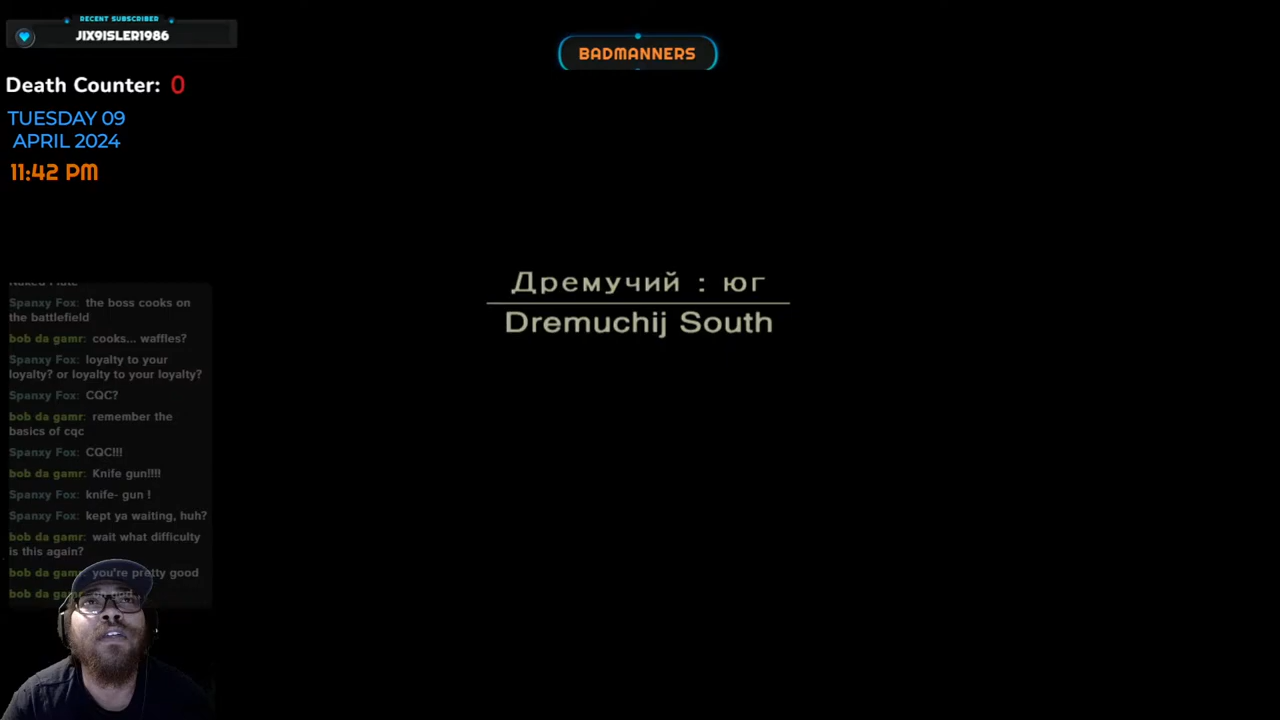 RECENT SUBSCRIBER
JIX9ISLER1986
BADMANNERS
Death Counter: 0
TUESDAY 09
APRIL 2024
11:42 PM
Дремучий : юг
Dremuchij South
Spanxy Fox: the boss cooks on
the battlefield
bob da gamr: cooks... waffles?
Spanxy Fox: loyalty to your
loyalty? or loyalty to your loyalty?
Spanxy Fox: CQC?
bob da gamr: remember the
basics of cqc
Spanxy Fox: CQC!!!
bob da gamr: Knife gun!!!!
Spanxy Fox: knife- gun !
Spanxy Fox: kept ya waiting, huh?
bob da gamr: wait what difficulty
is this again?
bob da gamr: you're pretty good
bob da gamr: oh god..